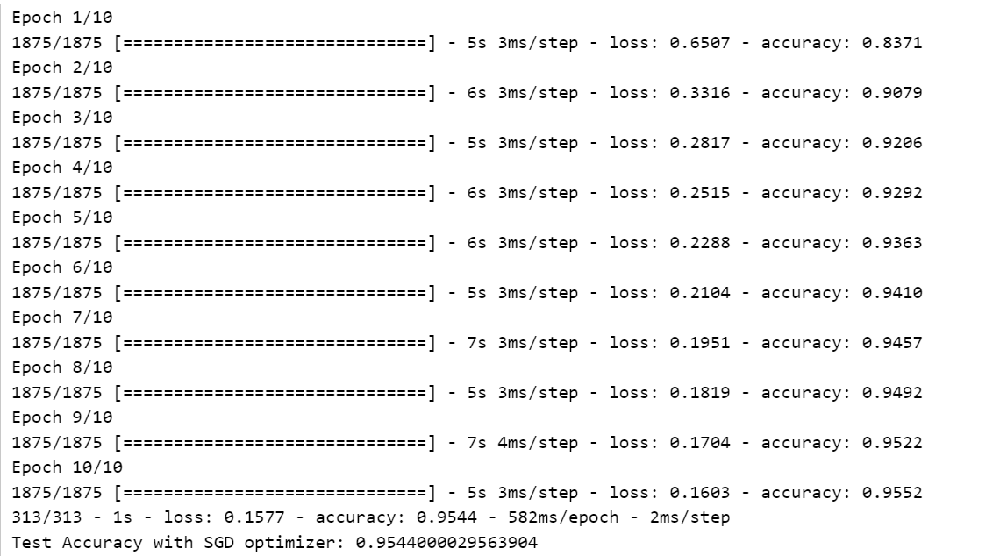 Epoch 1/10
1875/1875 [==============================] - 5s 3ms/step - loss: 0.6507 - accuracy: 0.8371
Epoch 2/10
1875/1875 [==============================] - 6s 3ms/step - loss: 0.3316 - accuracy: 0.9079
Epoch 3/10
1875/1875 [==============================] - 5s 3ms/step - loss: 0.2817 - accuracy: 0.9206
Epoch 4/10
1875/1875 [==============================] - 6s 3ms/step - loss: 0.2515 - accuracy: 0.9292
Epoch 5/10
1875/1875 [==============================] - 6s 3ms/step - loss: 0.2288 - accuracy: 0.9363
Epoch 6/10
1875/1875 [==============================] - 5s 3ms/step - loss: 0.2104 - accuracy: 0.9410
Epoch 7/10
1875/1875 [==============================] - 7s 3ms/step - loss: 0.1951 - accuracy: 0.9457
Epoch 8/10
1875/1875 [==============================] - 5s 3ms/step - loss: 0.1819 - accuracy: 0.9492
Epoch 9/10
1875/1875 [==============================] - 7s 4ms/step - loss: 0.1704 - accuracy: 0.9522
Epoch 10/10
1875/1875 [==============================] - 5s 3ms/step - loss: 0.1603 - accuracy: 0.9552
313/313 - 1s - loss: 0.1577 - accuracy: 0.9544 - 582ms/epoch - 2ms/step
Test Accuracy with SGD optimizer: 0.9544000029563904